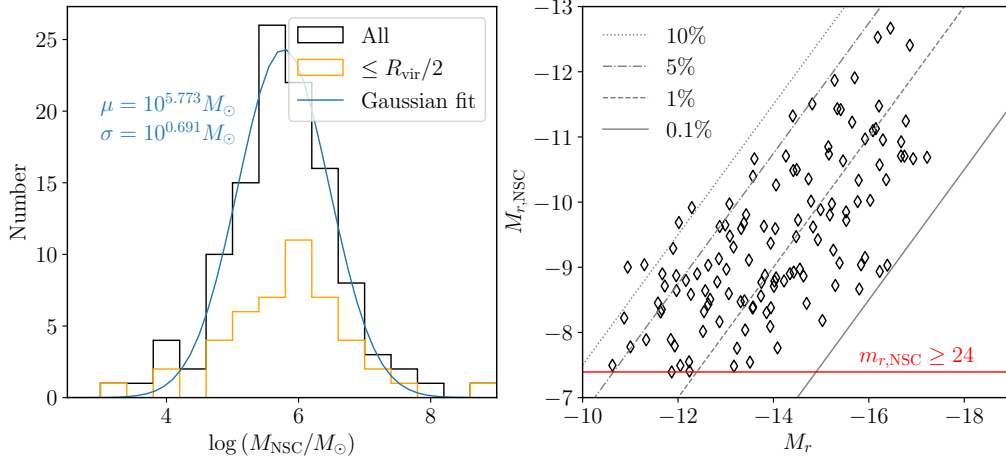 25
20
15
10
5
0
4
6
8
Number
log (M_NSC/M_⊙)
All
≤ R_vir/2
Gaussian fit
μ = 10^5.773 M_⊙
σ = 10^0.691 M_⊙
−13
−12
−11
−10
−9
−8
−7
−10
−12
−14
−16
−18
M_r,NSC
M_r
10%
5%
1%
0.1%
m_r,NSC ≥ 24